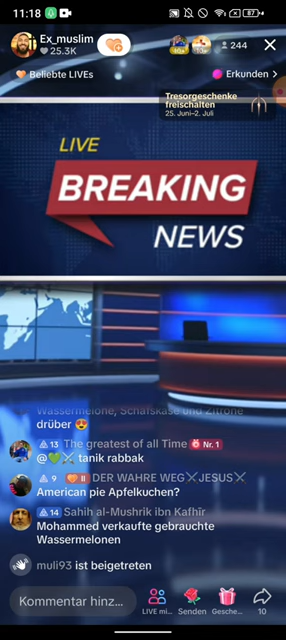 11:18
87
Ex_muslim
25.3K
244
Beliebte LIVEs
Erkunden >
Tresorgeschenke
freischalten
25. Juni–2. Juli
LIVE
BREAKING
NEWS
Wassermelone, Schafskäse und Zitrone
drüber 😍
13 The greatest of all Time Nr. 1
@💚⚔ tanik rabbak
9 II DER WAHRE WEG⚔JESUS⚔
American pie Apfelkuchen?
14 Sahih al-Mushrik ibn Kafhir
Mohammed verkaufte gebrauchte
Wassermelonen
muli93 ist beigetreten
Kommentar hinz...
LIVE mi... Senden Gesche... 10